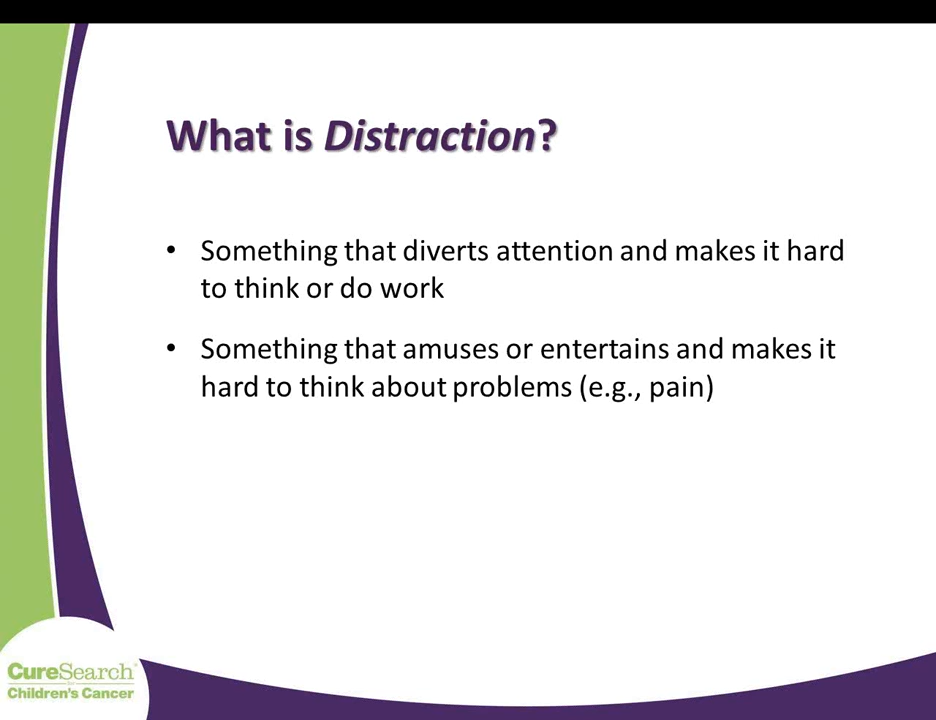 What is Distraction?
• Something that diverts attention and makes it hard
to think or do work
• Something that amuses or entertains and makes it
hard to think about problems (e.g., pain)
CureSearch
for
Children's Cancer